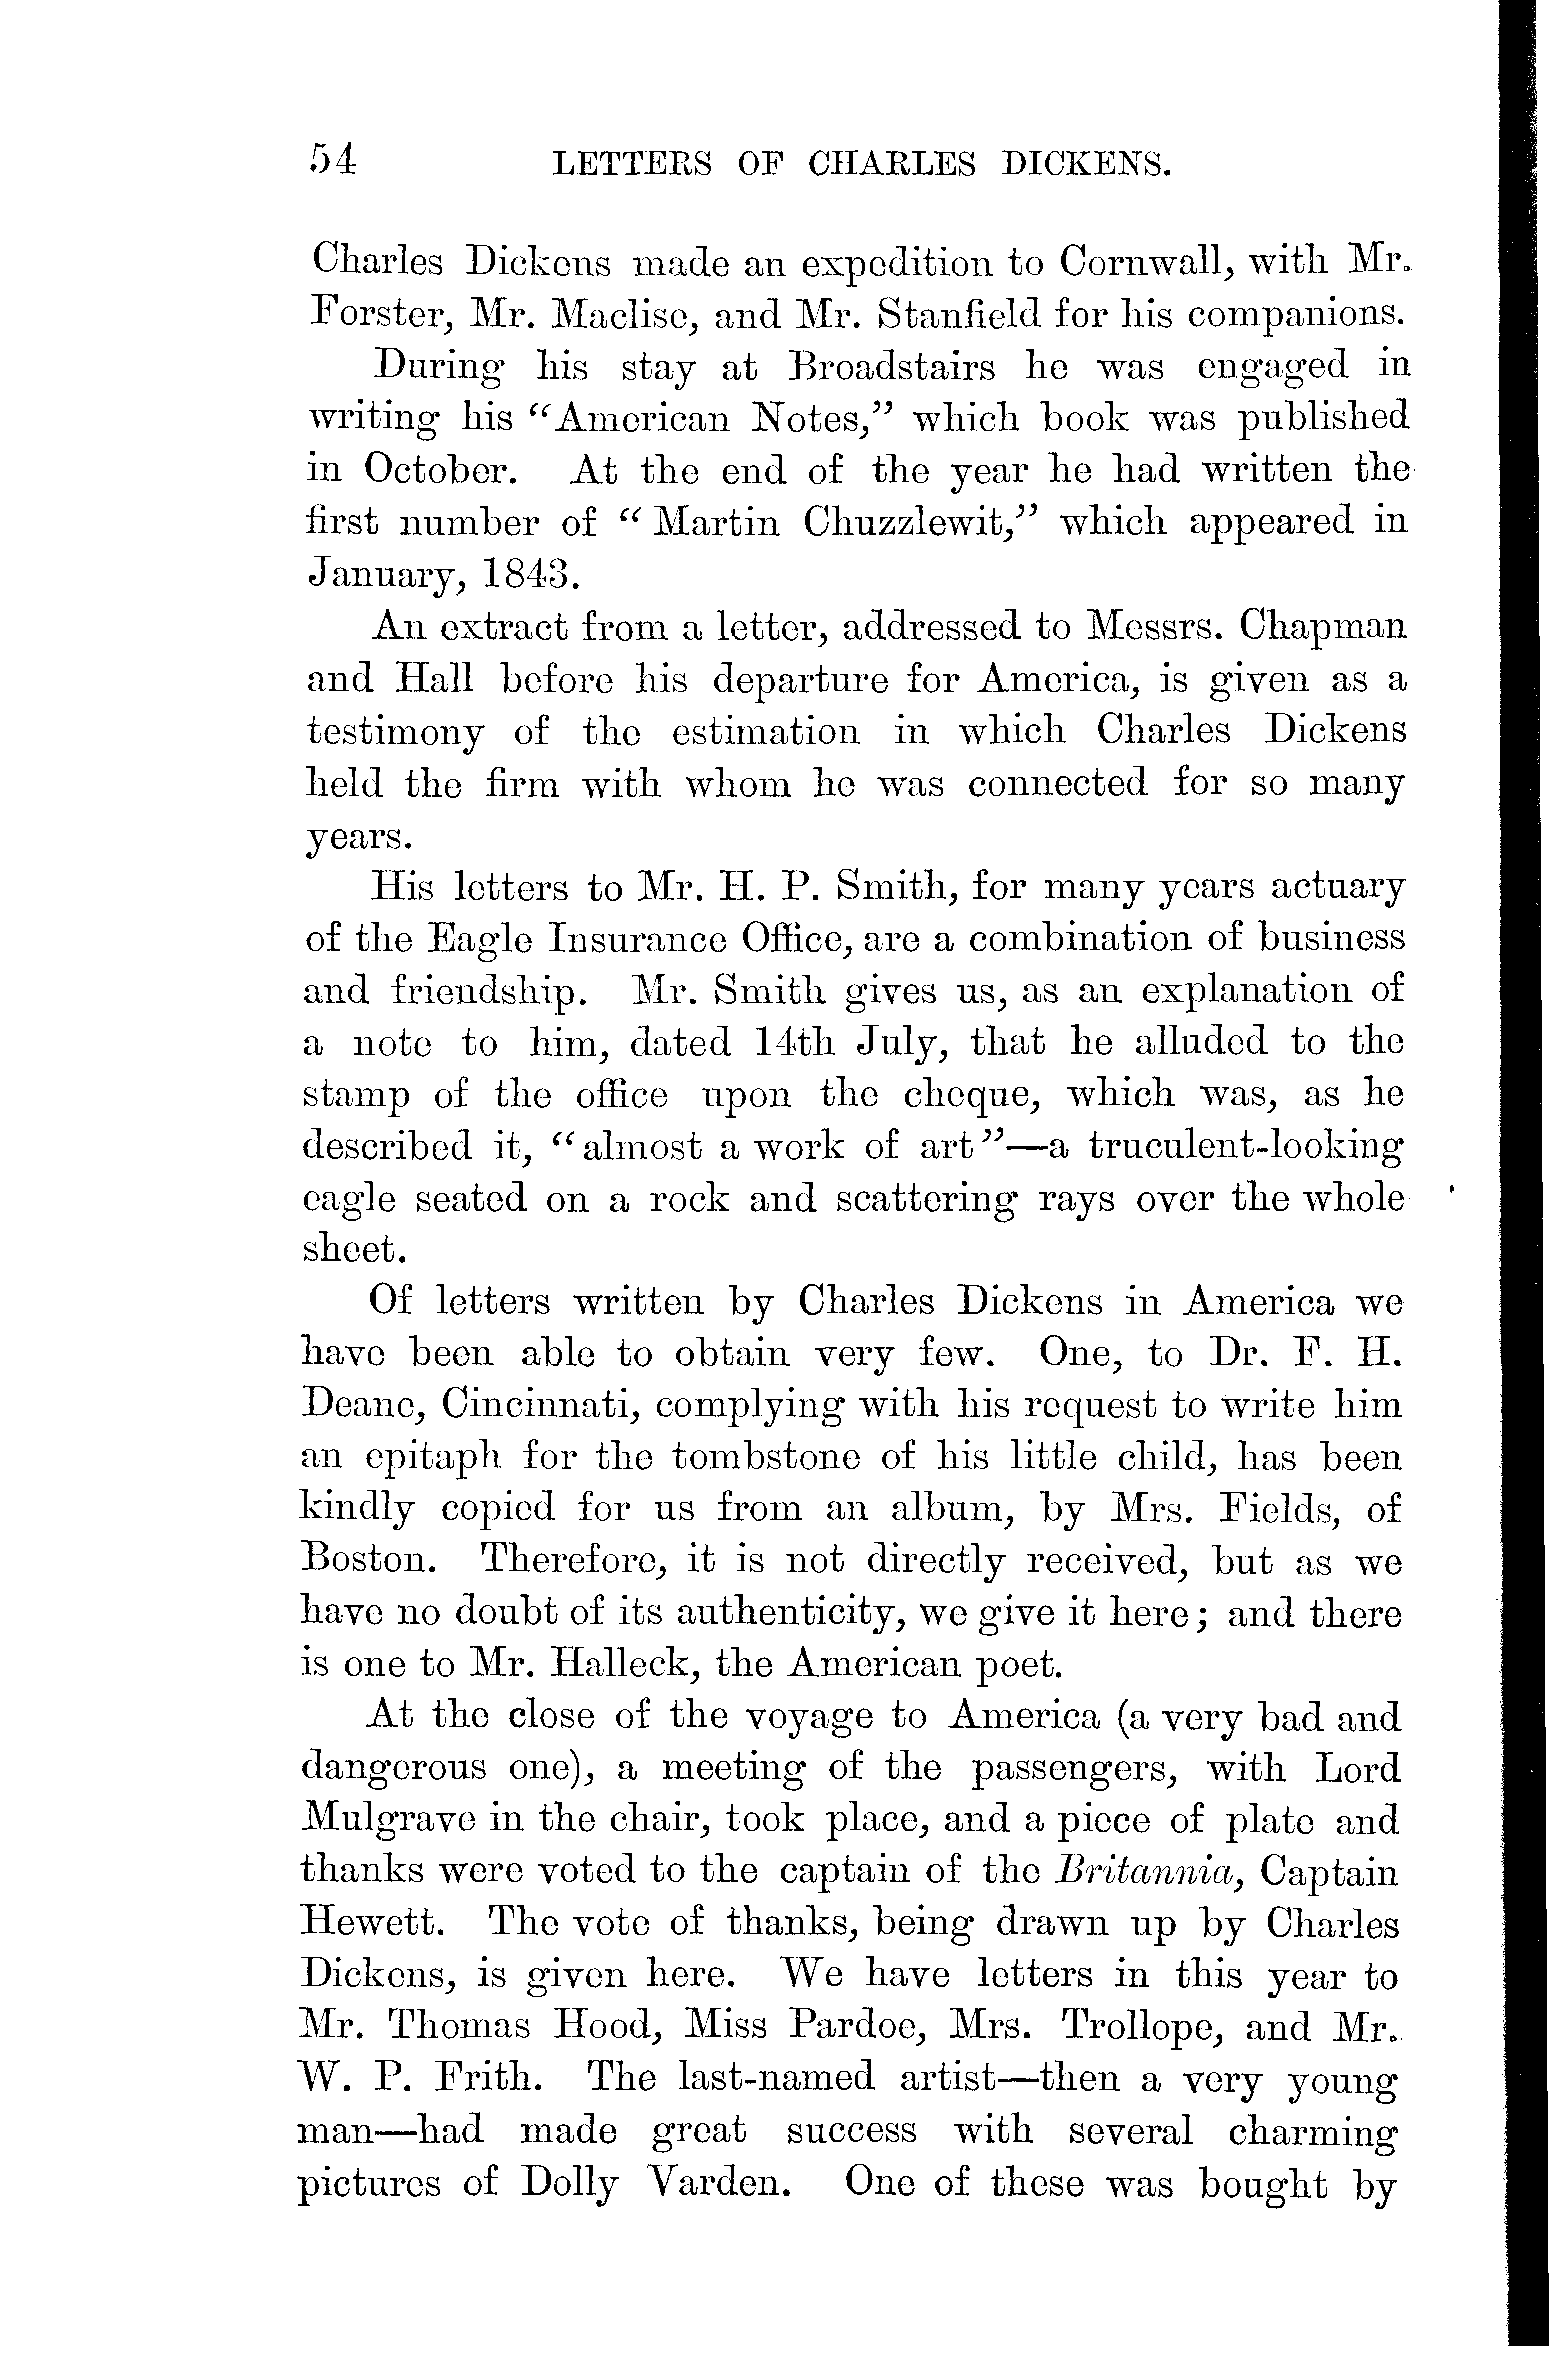 54 LETTERS OF CHARLES DICKENS.
Charles Dickens made an expedition to Cornwall, with Mr.
Forster, Mr. Maclise, and Mr. Stanfield for his companions.
During his stay at Broadstairs he was engaged in
writing his “American Notes,” which book was published
in October. At the end of the year he had written the
first number of “Martin Chuzzlewit,” which appeared in
January, 1843.
An extract from a letter, addressed to Messrs. Chapman
and Hall before his departure for America, is given as a
testimony of the estimation in which Charles Dickens
held the firm with whom he was connected for so many
years.
His letters to Mr. H. P. Smith, for many years actuary
of the Eagle Insurance Office, are a combination of business
and friendship. Mr. Smith gives us, as an explanation of
a note to him, dated 14th July, that he alluded to the
stamp of the office upon the cheque, which was, as he
described it, “almost a work of art”—a truculent-looking
eagle seated on a rock and scattering rays over the whole
sheet.
Of letters written by Charles Dickens in America we
have been able to obtain very few. One, to Dr. F. H.
Deane, Cincinnati, complying with his request to write him
an epitaph for the tombstone of his little child, has been
kindly copied for us from an album, by Mrs. Fields, of
Boston. Therefore, it is not directly received, but as we
have no doubt of its authenticity, we give it here; and there
is one to Mr. Halleck, the American poet.
At the close of the voyage to America (a very bad and
dangerous one), a meeting of the passengers, with Lord
Mulgrave in the chair, took place, and a piece of plate and
thanks were voted to the captain of the Britannia, Captain
Hewett. The vote of thanks, being drawn up by Charles
Dickens, is given here. We have letters in this year to
Mr. Thomas Hood, Miss Pardoe, Mrs. Trollope, and Mr.
W. P. Frith. The last-named artist—then a very young
man—had made great success with several charming
pictures of Dolly Varden. One of these was bought by